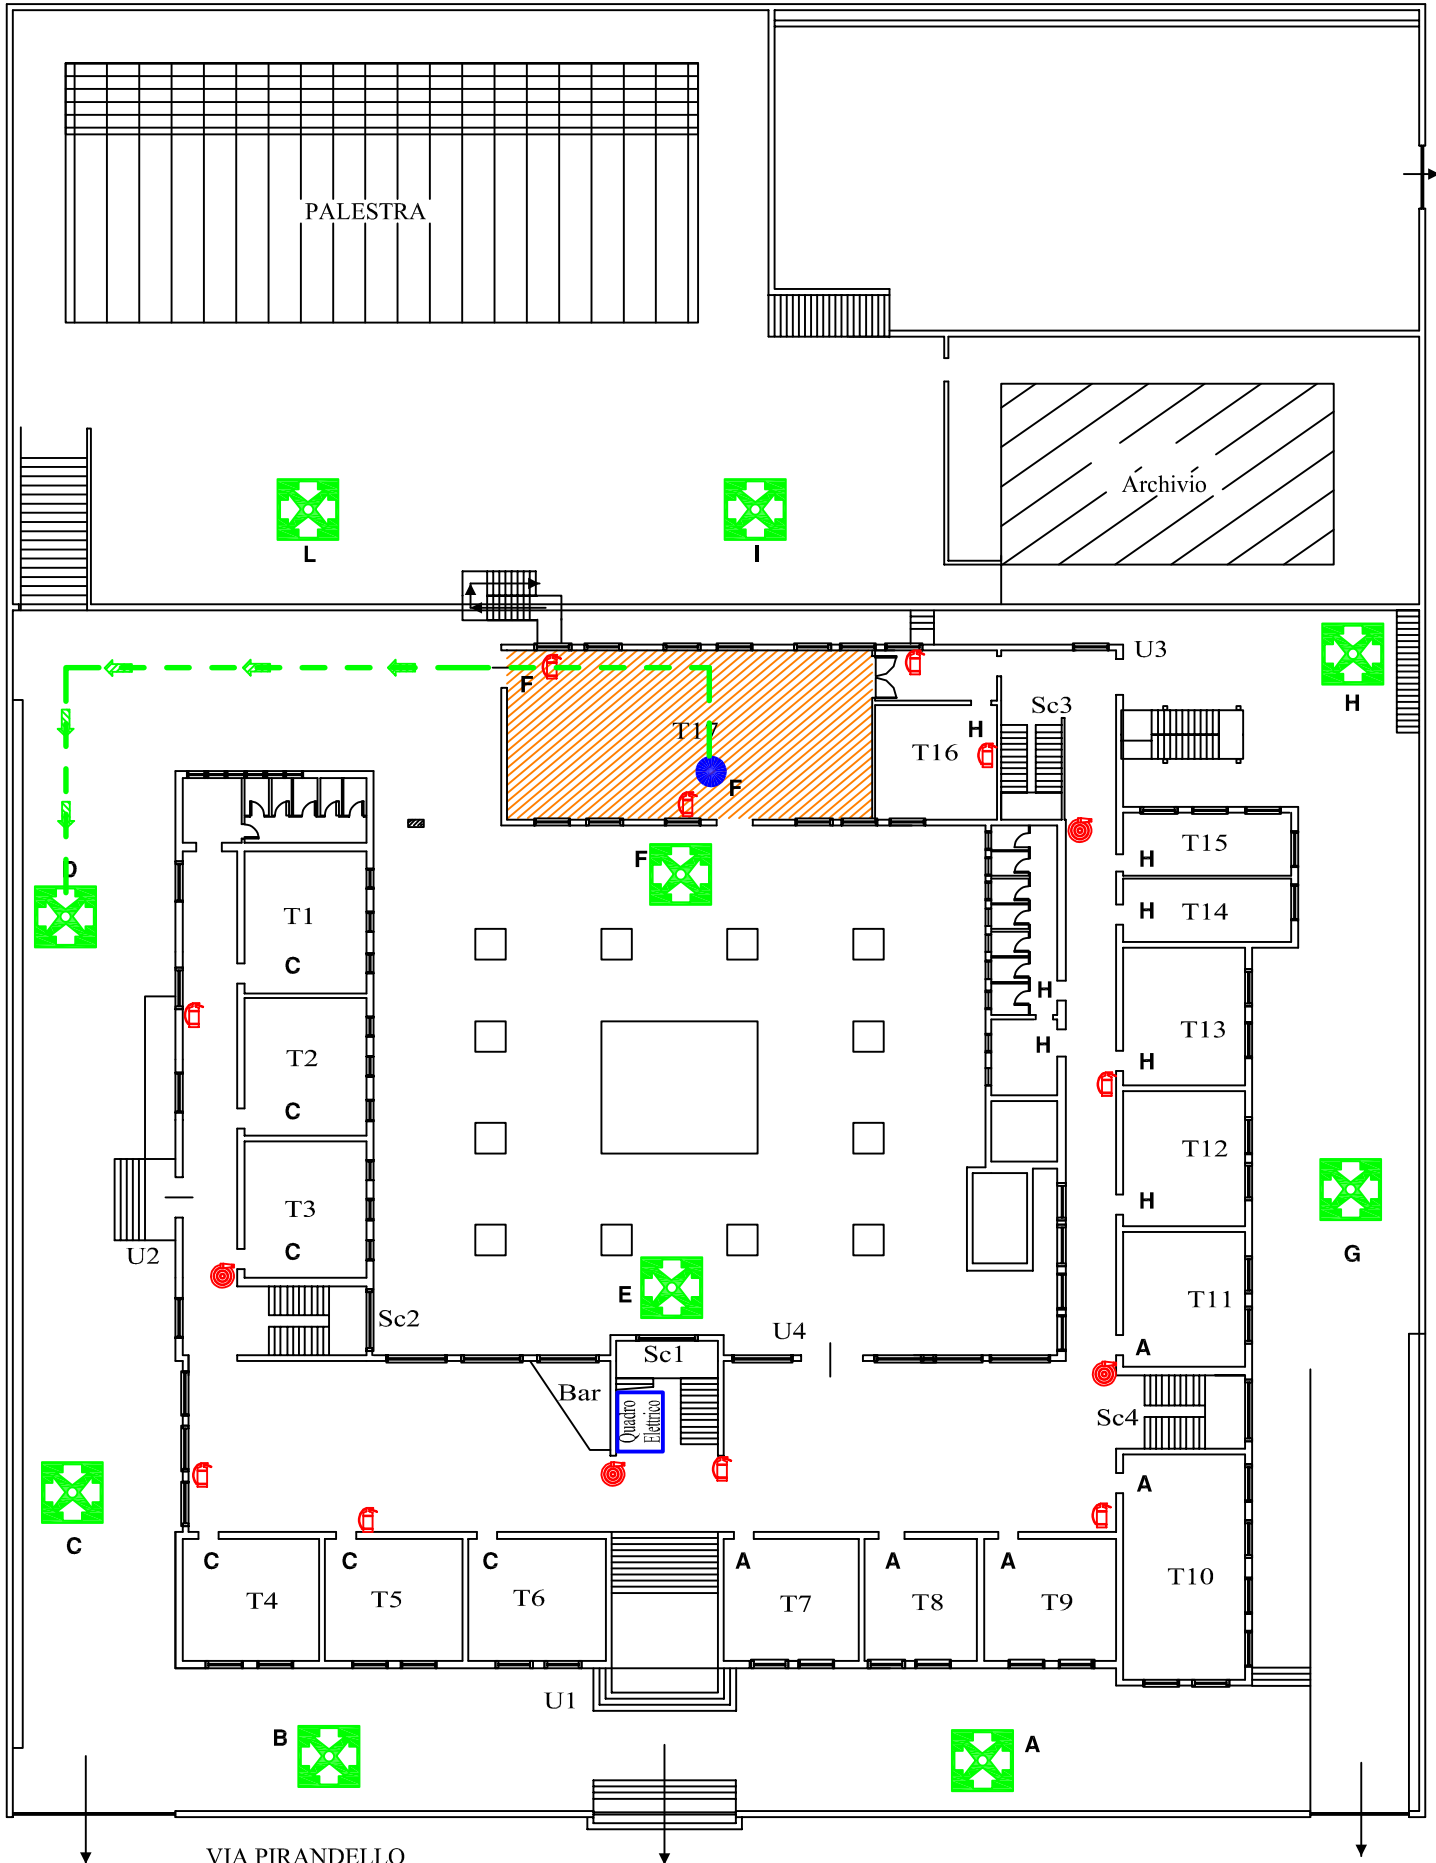 PALESTRA
Archivio
L
I
U3
H
Sc3
F
T17
H
T16
F
T15
H
D
F
T14
H
T1
C
H
T13
T2
H
H
C
T12
H
T3
C
U2
G
E
T11
Sc2
U4
Sc1
A
Bar
Quadro
Elettrico
Sc4
A
C
C
C
C
A
A
A
T10
T4
T5
T6
T7
T8
T9
U1
B
A
VIA PIRANDELLO